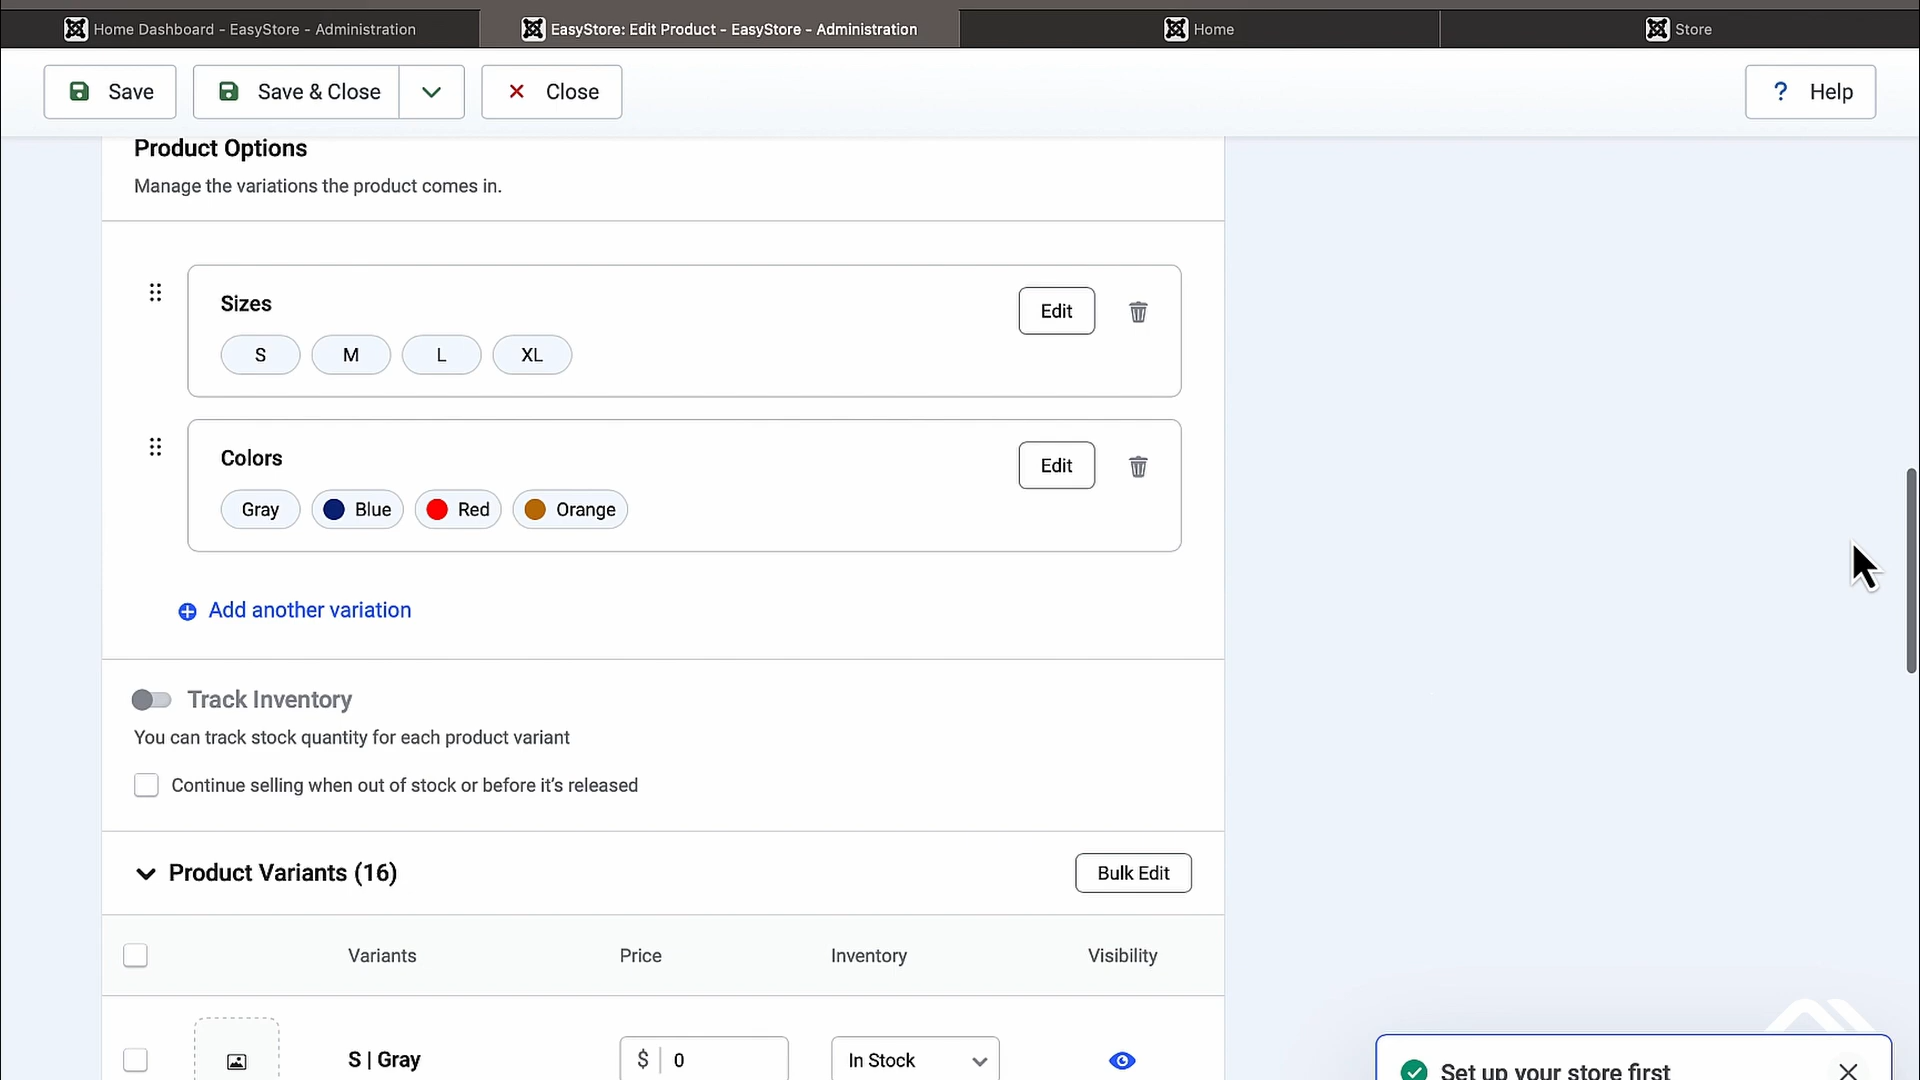 Home Dashboard - EasyStore - Administration
EasyStore: Edit Product - EasyStore - Administration
Home
Store
Save
Save & Close
Close
? Help
Product Options
Manage the variations the product comes in.
Sizes
Edit
S M L XL
Colors
Edit
Gray Blue Red Orange
Add another variation
Track Inventory
You can track stock quantity for each product variant
Continue selling when out of stock or before it’s released
Product Variants (16)
Bulk Edit
Variants Price Inventory Visibility
S | Gray $ 0 In Stock
Set up your store first